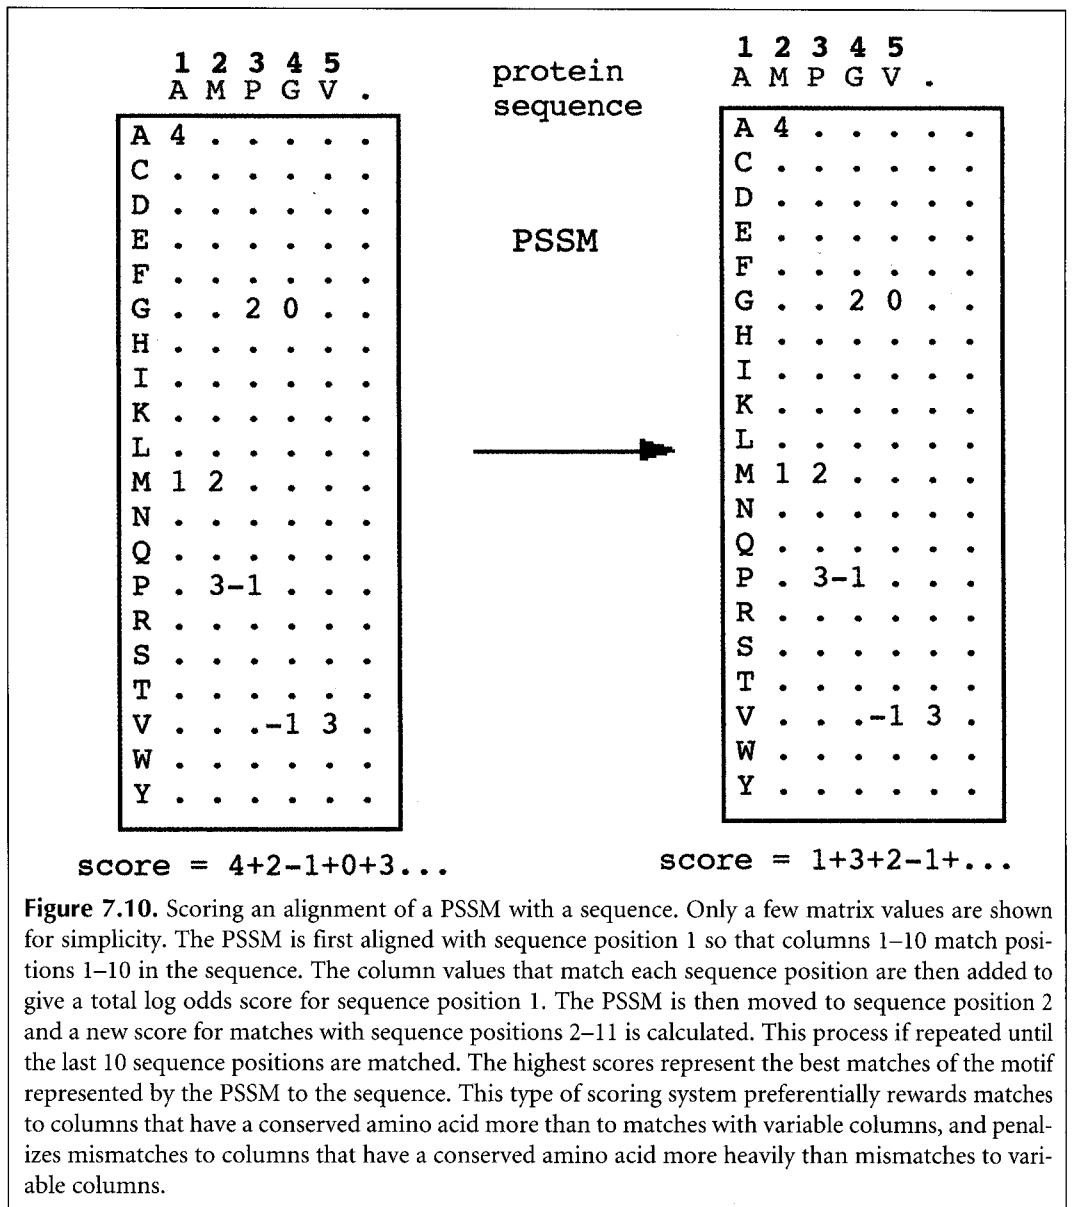 1 2 3 4 5
A M P G V .
protein
sequence
1 2 3 4 5
A M P G V .
A 4 . . . . .
C . . . . . .
D . . . . . .
E . . . . . .
F . . . . . .
G . . 2 0 . .
H . . . . . .
I . . . . . .
K . . . . . .
L . . . . . .
M 1 2 . . . .
N . . . . . .
Q . . . . . .
P . 3-1 . . .
R . . . . . .
S . . . . . .
T . . . . . .
V . . .-1 3 .
W . . . . . .
Y . . . . . .
score = 4+2-1+0+3...
PSSM
A 4 . . . . .
C . . . . . .
D . . . . . .
E . . . . . .
F . . . . . .
G . . 2 0 . .
H . . . . . .
I . . . . . .
K . . . . . .
L . . . . . .
M 1 2 . . . .
N . . . . . .
Q . . . . . .
P . 3-1 . . .
R . . . . . .
S . . . . . .
T . . . . . .
V . . .-1 3 .
W . . . . . .
Y . . . . . .
score = 1+3+2-1+...
Figure 7.10. Scoring an alignment of a PSSM with a sequence. Only a few matrix values are shown
for simplicity. The PSSM is first aligned with sequence position 1 so that columns 1–10 match posi-
tions 1–10 in the sequence. The column values that match each sequence position are then added to
give a total log odds score for sequence position 1. The PSSM is then moved to sequence position 2
and a new score for matches with sequence positions 2–11 is calculated. This process if repeated until
the last 10 sequence positions are matched. The highest scores represent the best matches of the motif
represented by the PSSM to the sequence. This type of scoring system preferentially rewards matches
to columns that have a conserved amino acid more than to matches with variable columns, and penal-
izes mismatches to columns that have a conserved amino acid more heavily than mismatches to vari-
able columns.